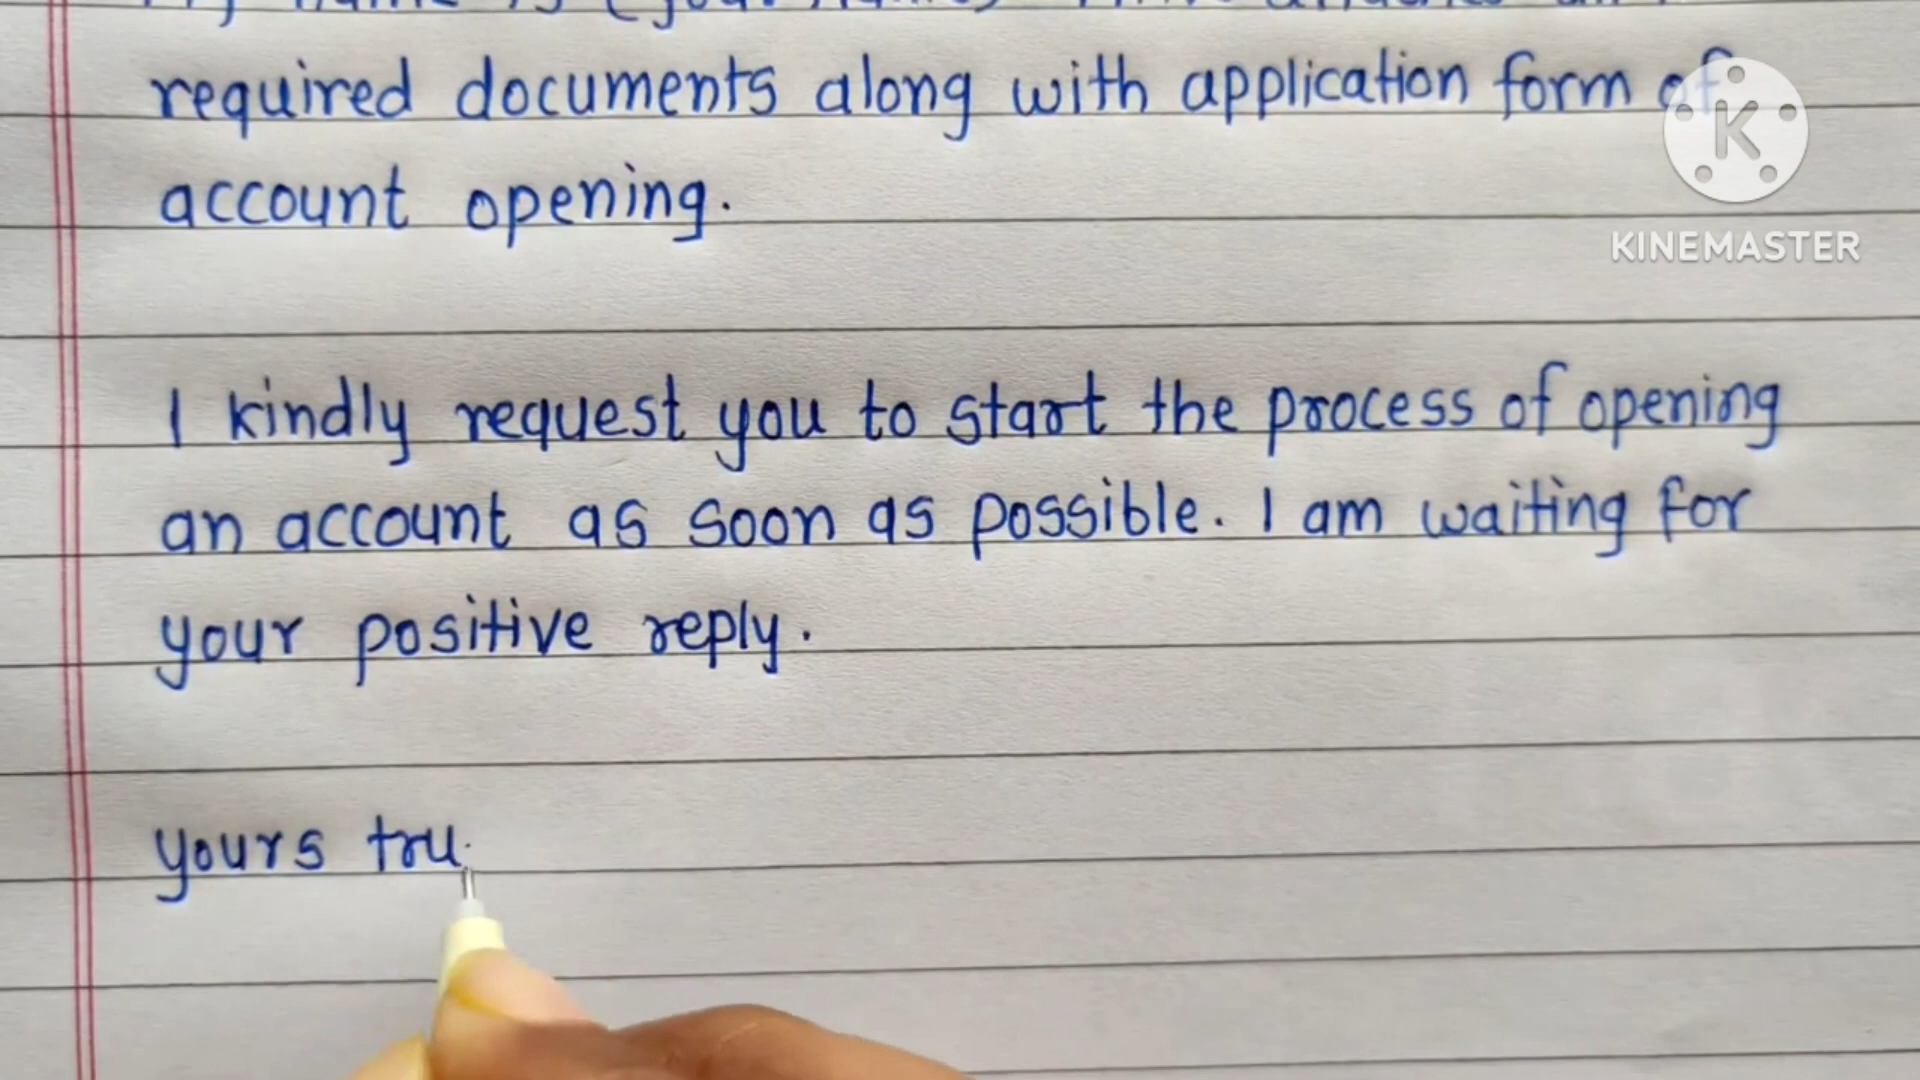 required documents along with application form of
account opening.
I kindly request you to start the process of opening
an account as soon as possible. I am waiting for
your positive reply.
yours tru
K
KINEMASTER